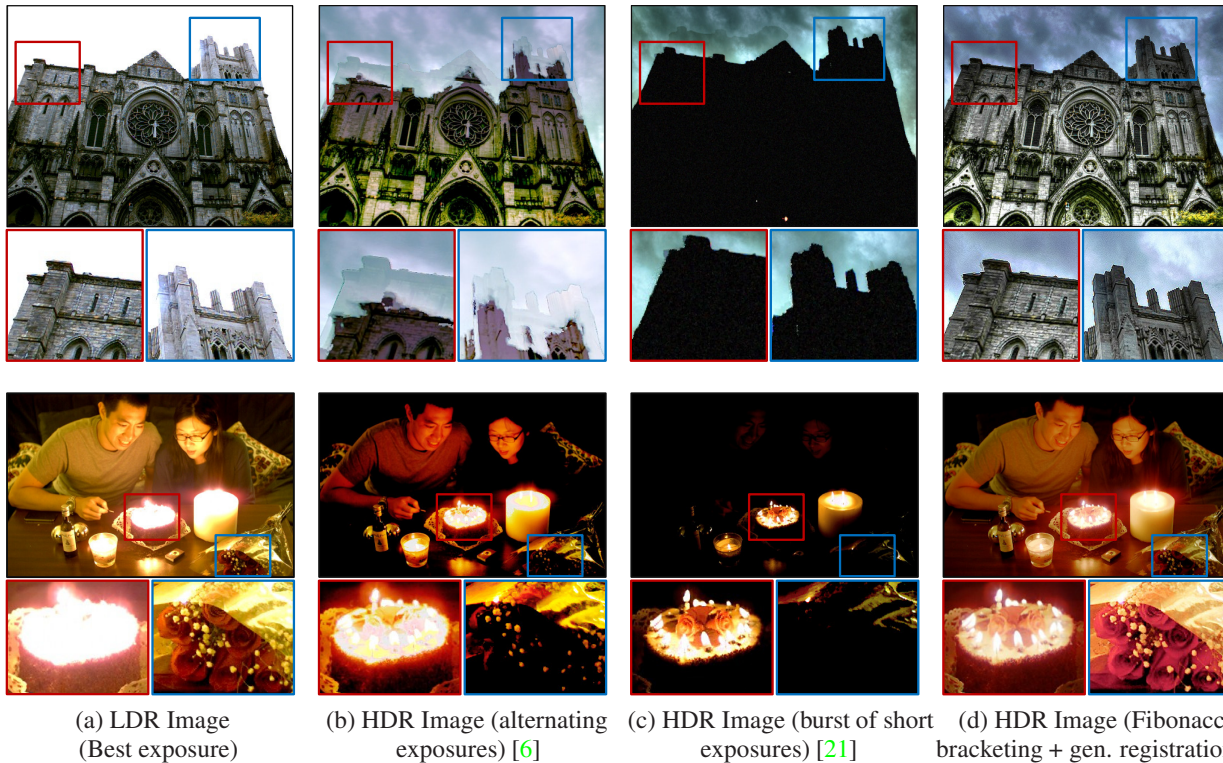 (a) LDR Image
(Best exposure)
(b) HDR Image (alternating
exposures) [6]
(c) HDR Image (burst of short
exposures) [21]
(d) HDR Image (Fibonacc
bracketing + gen. registratio